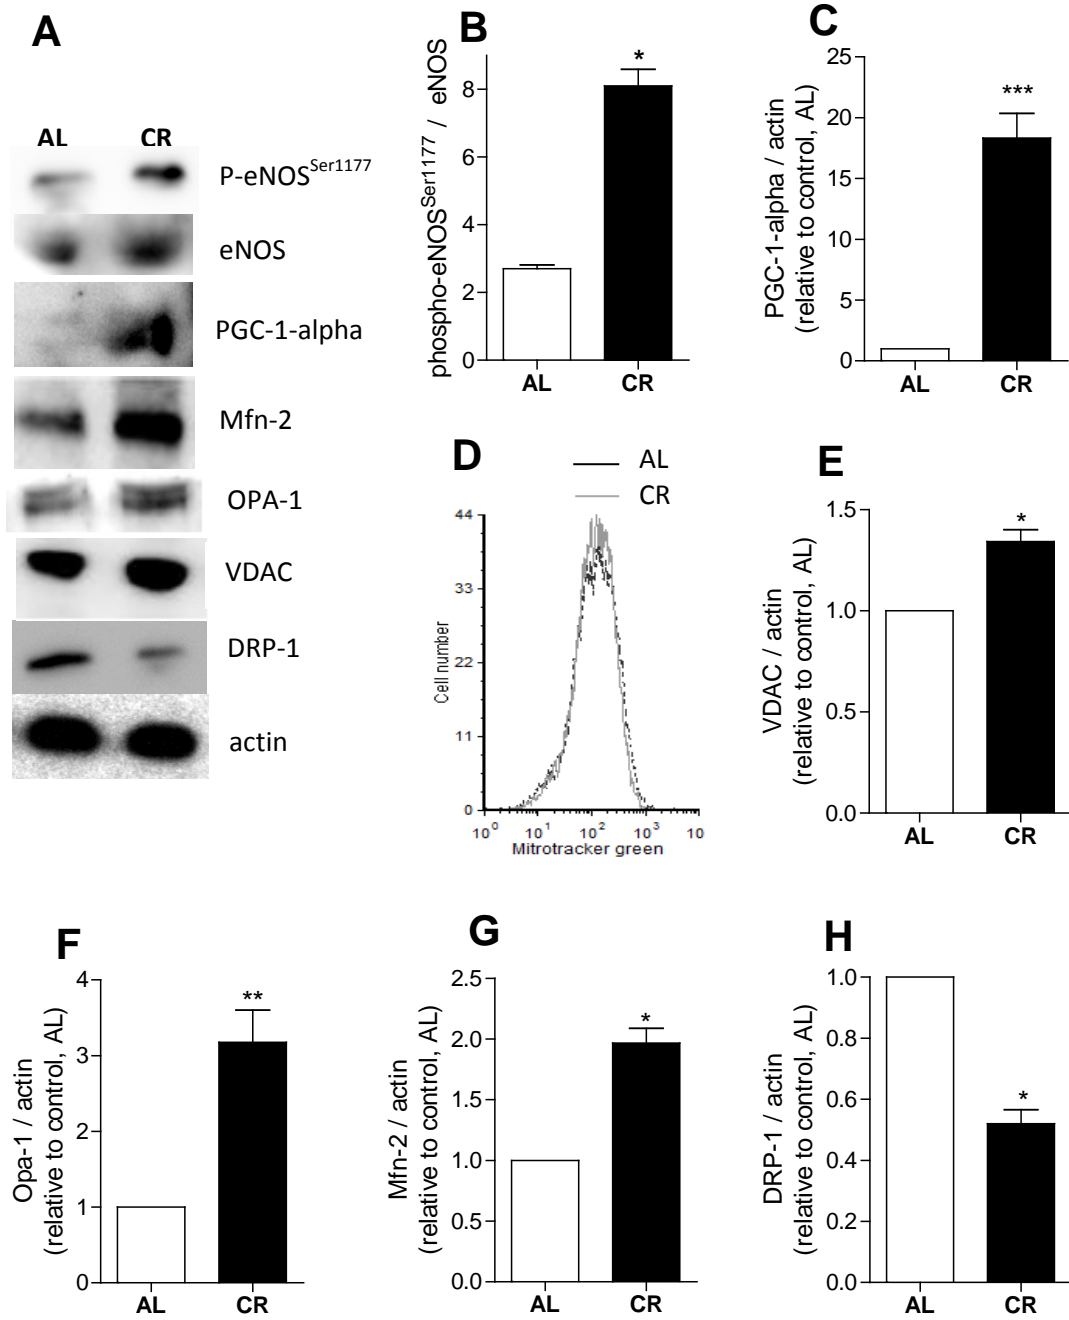 A
AL CR
P-eNOSSer1177
eNOS
PGC-1-alpha
Mfn-2
OPA-1
VDAC
DRP-1
actin
B
phospho-eNOSSer1177 / eNOS
8
6
4
2
0
*
AL CR
C
PGC-1-alpha / actin
(relative to control, AL)
25
20
15
10
5
0
***
AL CR
D
AL
CR
Cell number
44
33
22
11
0
100 101 102 103 10
Mitrotracker green
E
VDAC / actin
(relative to control, AL)
1.5
1.0
0.5
0.0
*
AL CR
F
Opa-1 / actin
(relative to control, AL)
4
3
2
1
0
**
AL CR
G
Mfn-2 / actin
(relative to control, AL)
2.5
2.0
1.5
1.0
0.5
0.0
*
AL CR
H
DRP-1 / actin
(relative to control, AL)
1.0
0.8
0.6
0.4
0.2
0.0
*
AL CR